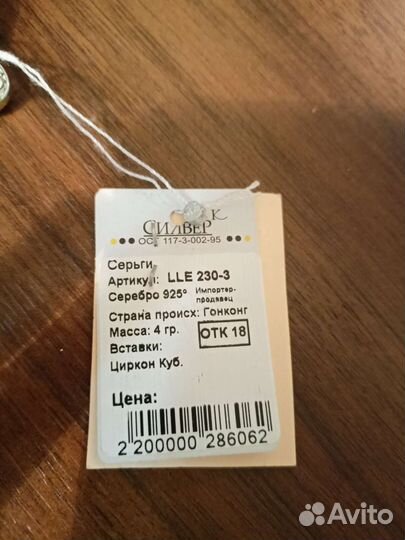 СИЛВЕР
ОСТ 117-3-002-95
Серьги
Артикул: LLE 230-3
Серебро 925° Импортер-продавец
Страна происх: Гонконг
Масса: 4 гр. ОТК 18
Вставки:
Циркон Куб.
Цена:
2 200000 286062
Avito